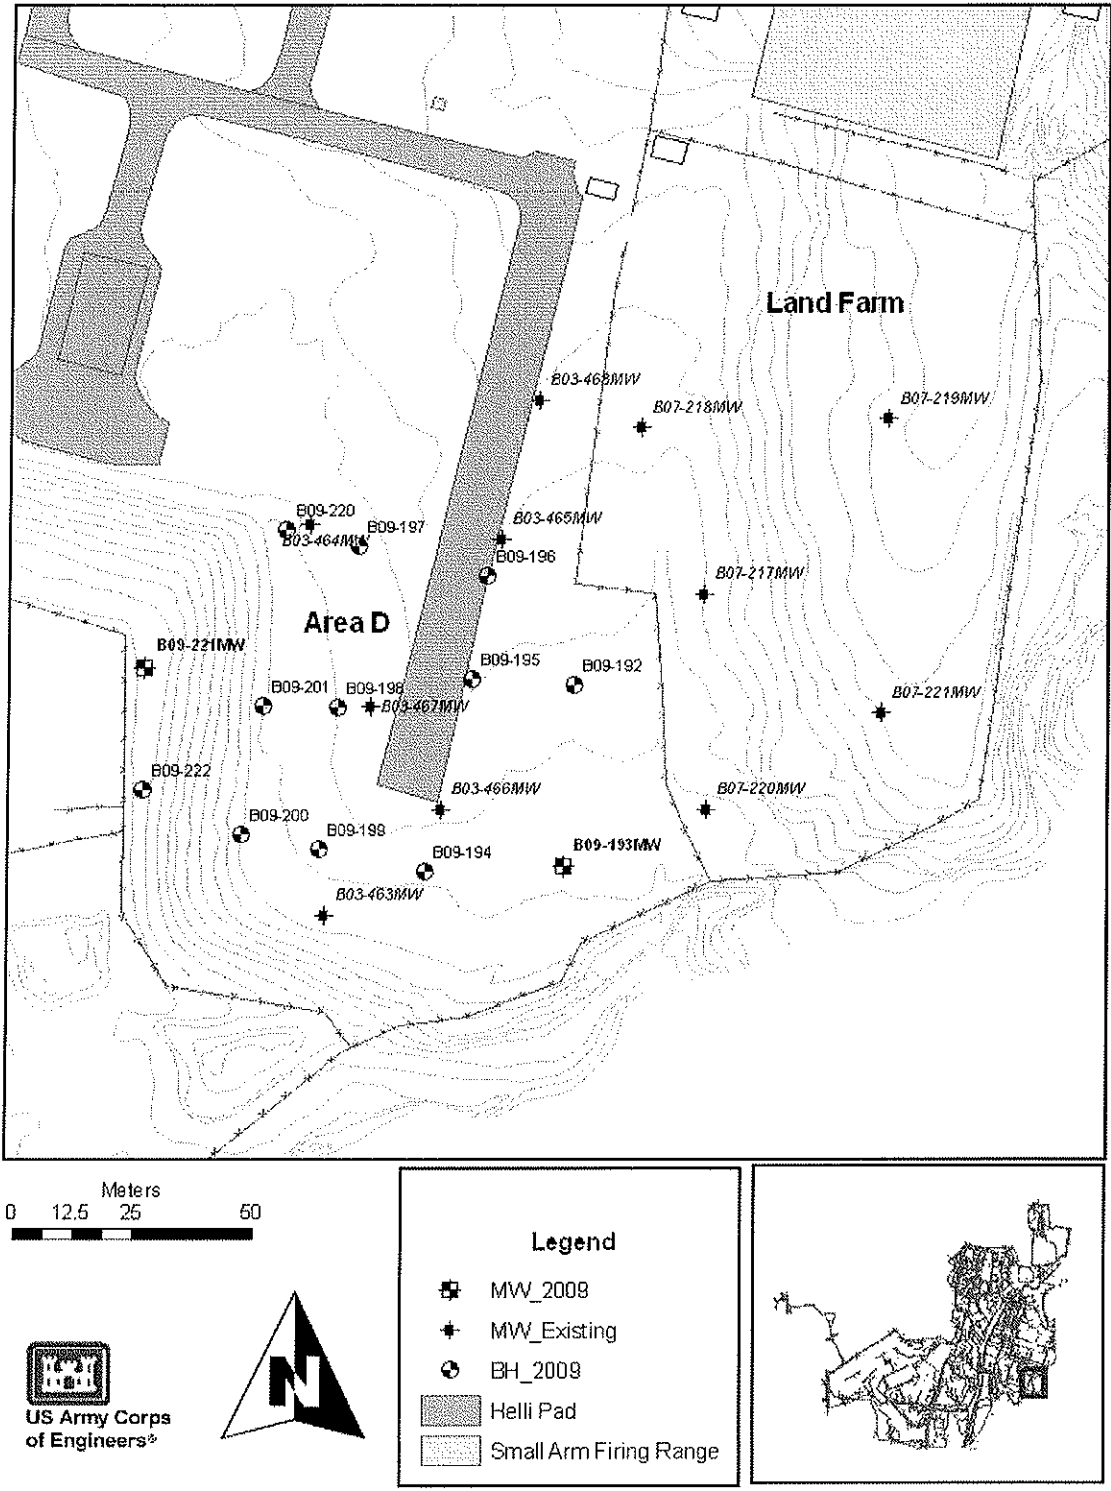 Land Farm
B03-468MW
B07-218MW
B07-219MW
B09-220
B03-464MW
B09-197
B03-465MW
B09-196
B07-217MW
Area D
B09-221MW
B09-195
B09-192
B09-201
B09-198
B03-467MW
B07-221MW
B09-222
B03-466MW
B07-220MW
B09-200
B09-199
B09-194
B09-193MW
B03-463MW
Meters
0 12.5 25 50
N
US Army Corps
of Engineers®
Legend
MW_2009
MW_Existing
BH_2009
Helli Pad
Small Arm Firing Range